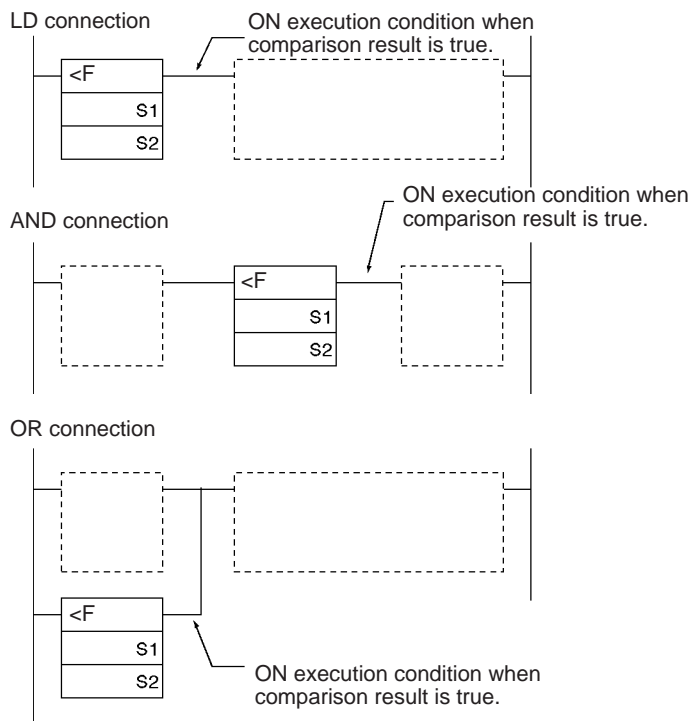 LD connection
ON execution condition when
comparison result is true.
<F
S1
S2
ON execution condition when
comparison result is true.
AND connection
<F
S1
S2
OR connection
<F
S1
S2
ON execution condition when
comparison result is true.